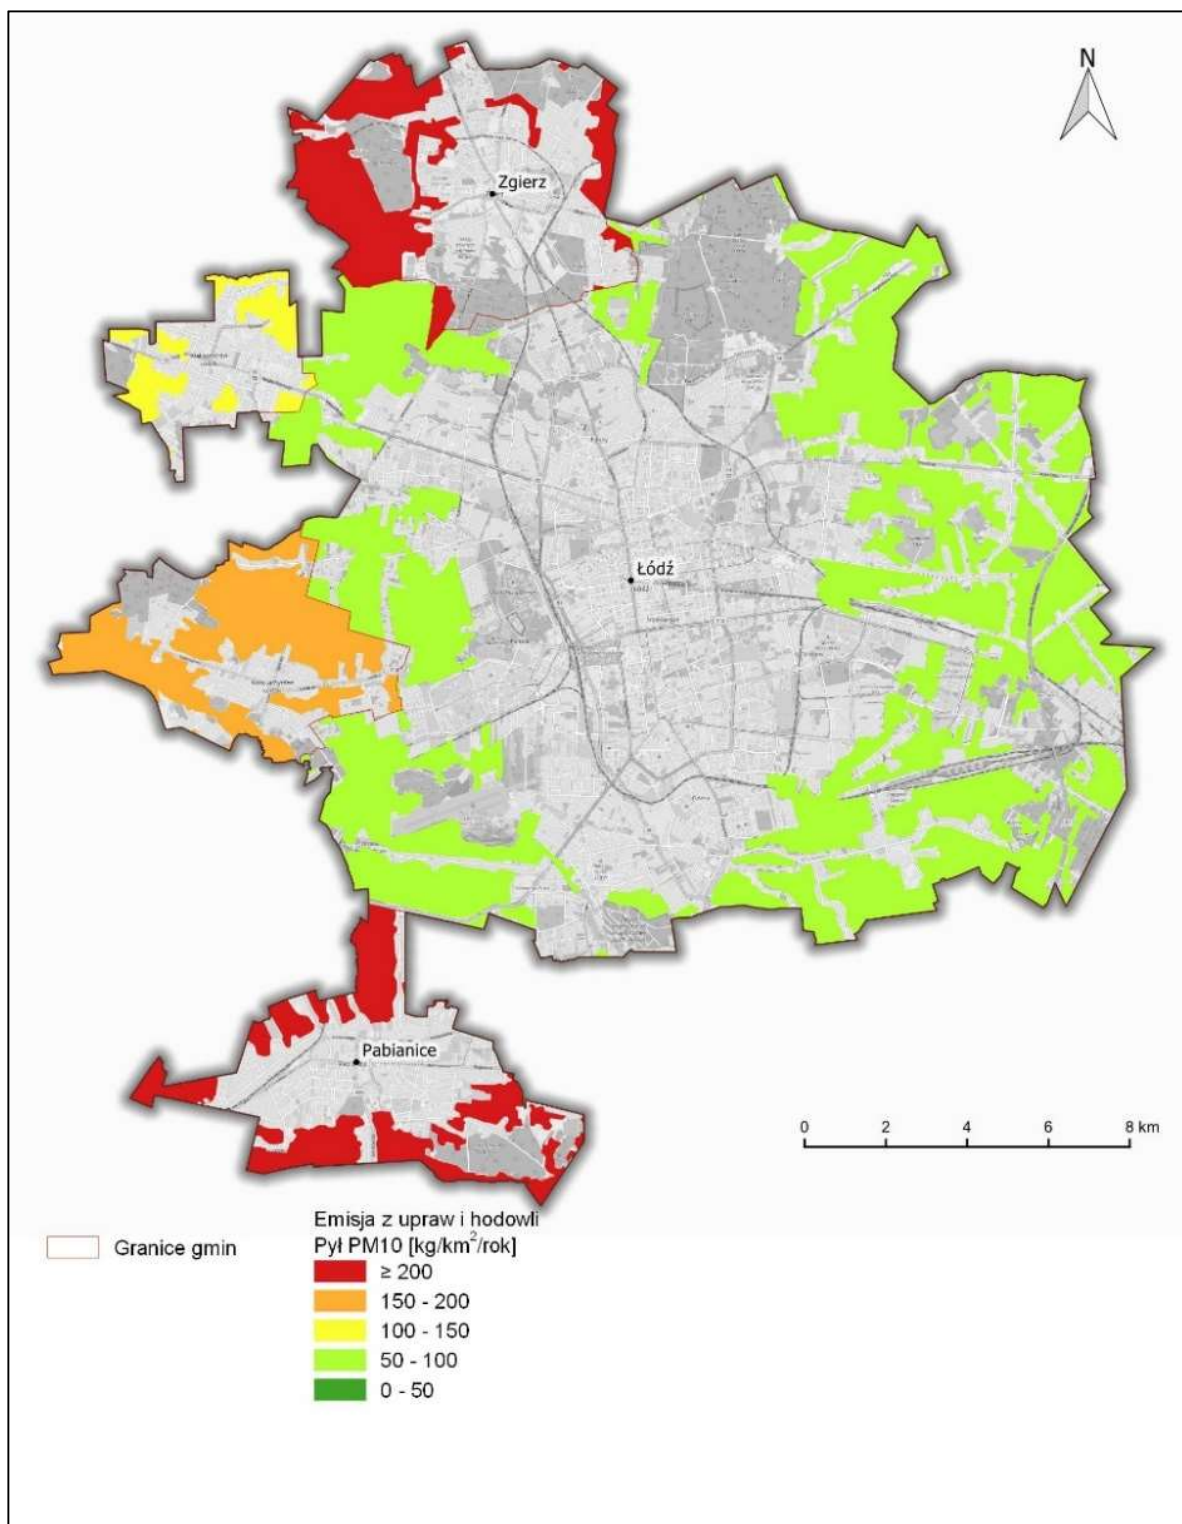 N
Zgierz
Łódź
Pabianice
0 2 4 6 8 km
Granice gmin
Emisja z upraw i hodowli
Pył PM10 [kg/km²/rok]
≥ 200
150 - 200
100 - 150
50 - 100
0 - 50